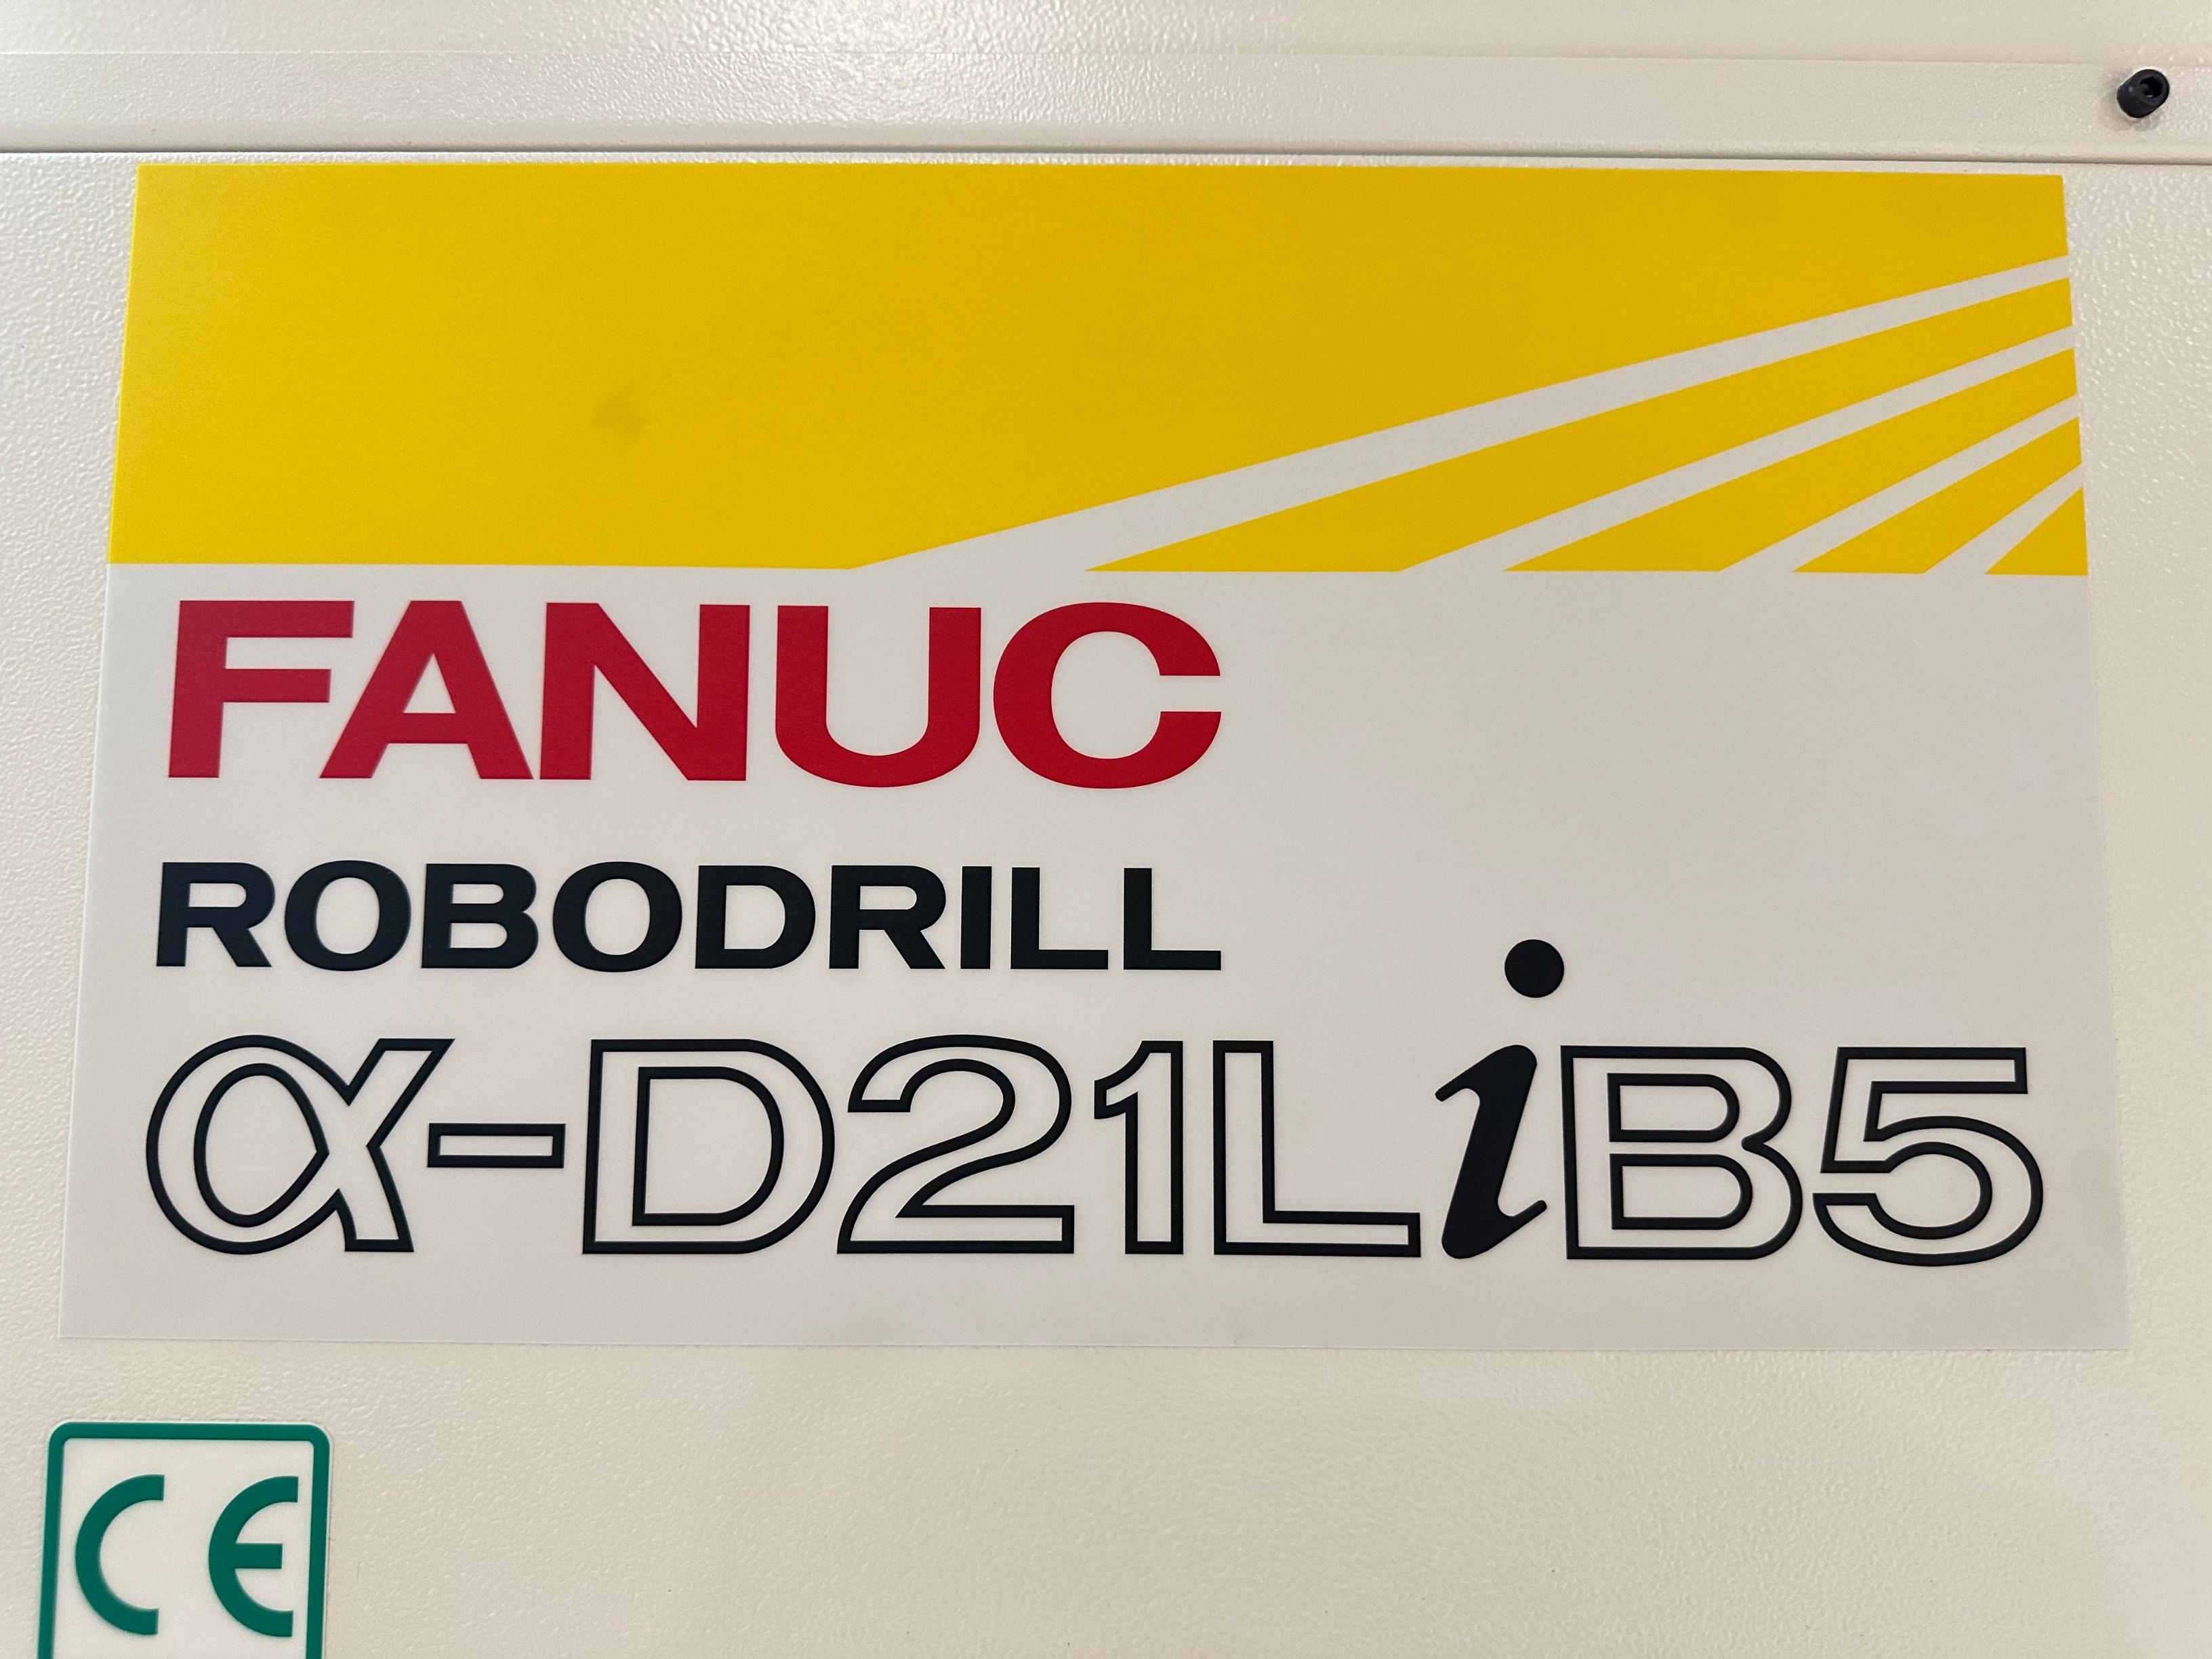 FANUC
ROBODRILL
α-D21LiB5
CE